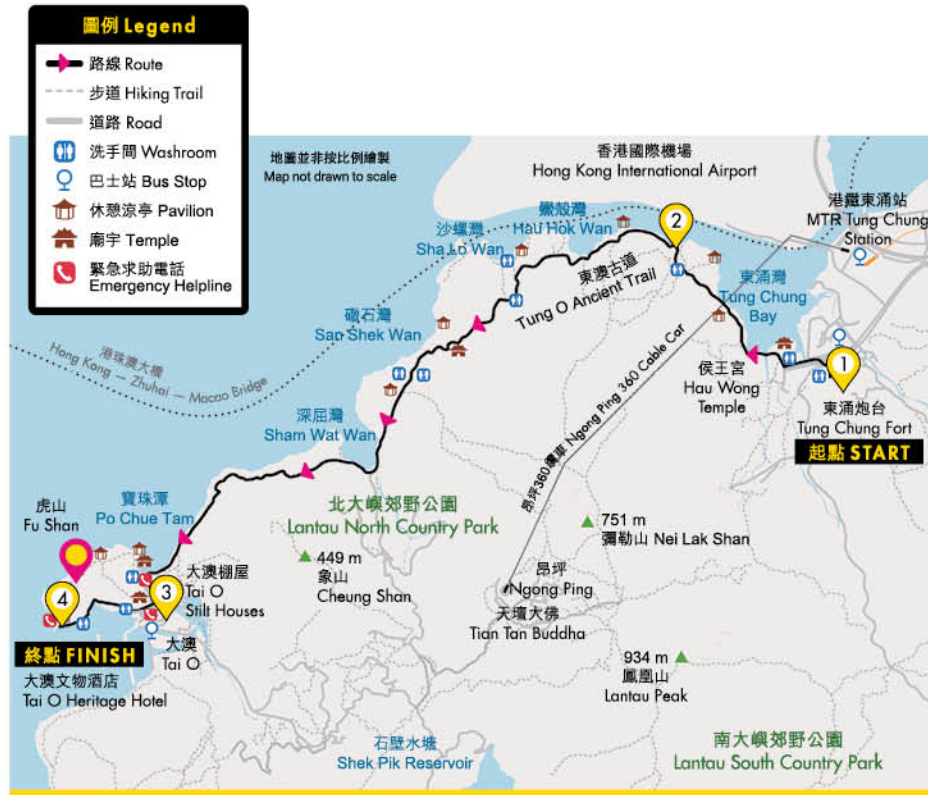 圖例 Legend
路線 Route
步道 Hiking Trail
道路 Road
洗手間 Washroom
巴士站 Bus Stop
休憩涼亭 Pavilion
廟宇 Temple
緊急求助電話
Emergency Helpline
地圖並非按比例繪製
Map not drawn to scale
香港國際機場
Hong Kong International Airport
港鐵東涌站
MTR Tung Chung
Station
鱟殼灣
Hau Hok Wan
沙螺灣
Sha Lo Wan
2
東澳古道
Tung O Ancient Trail
東涌灣
Tung Chung
Bay
磡石灣
San Shek Wan
港珠澳大橋
Hong Kong — Zhuhai — Macao Bridge
侯王宮
Hau Wong
Temple
1
東涌炮台
Tung Chung Fort
起點 START
深屈灣
Sham Wat Wan
昂坪360纜車 Ngong Ping 360 Cable Car
虎山
Fu Shan
寶珠潭
Po Chue Tam
北大嶼郊野公園
Lantau North Country Park
449 m
象山
Cheung Shan
751 m
彌勒山 Nei Lak Shan
昂坪
Ngong Ping
天壇大佛
Tian Tan Buddha
大澳棚屋
Tai O
Stilt Houses
3
4
大澳
Tai O
終點 FINISH
大澳文物酒店
Tai O Heritage Hotel
934 m
鳳凰山
Lantau Peak
石壁水塘
Shek Pik Reservoir
南大嶼郊野公園
Lantau South Country Park